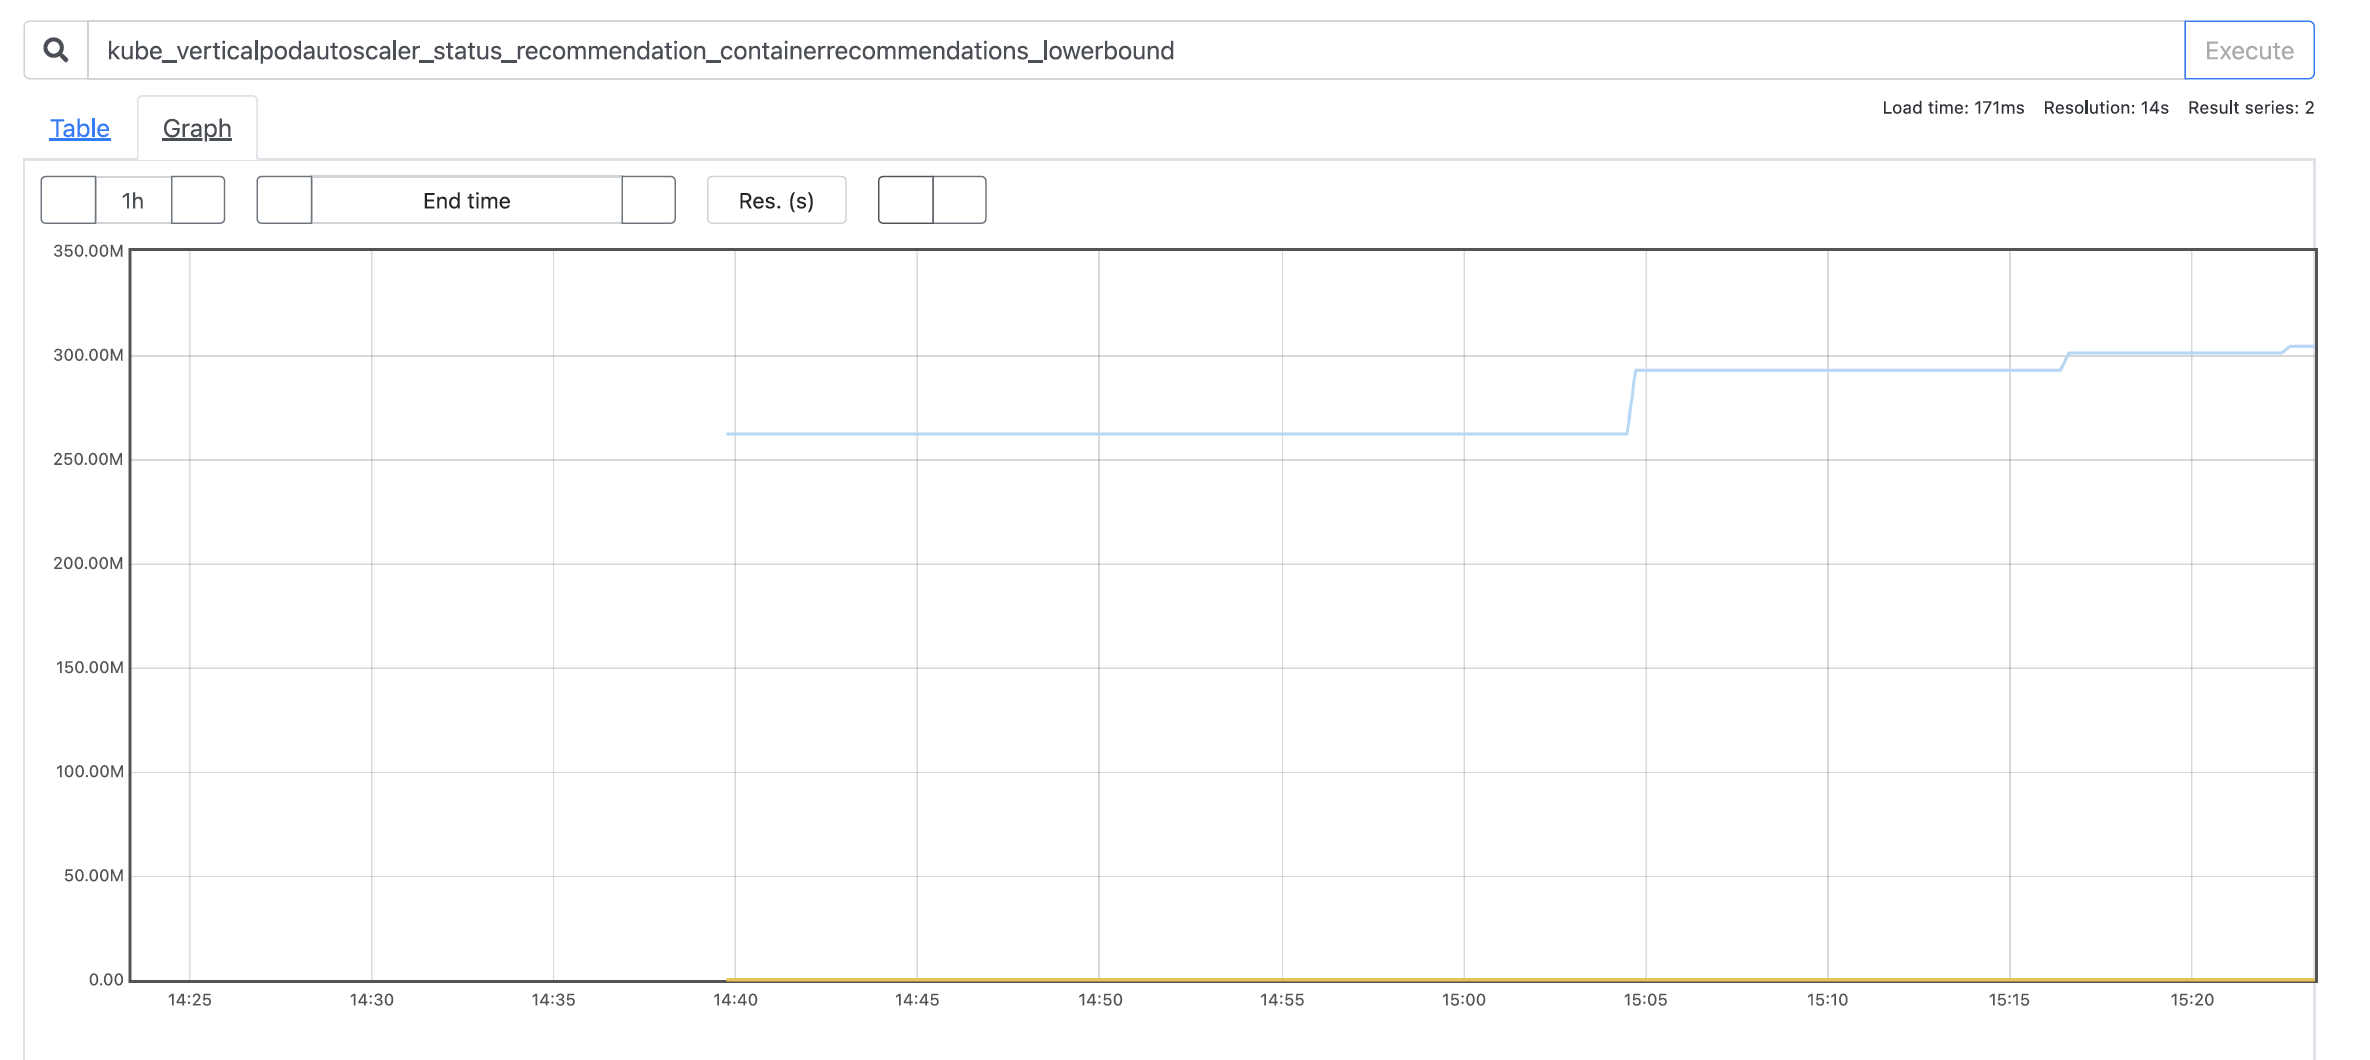 kube_verticalpodautoscaler_status_recommendation_containerrecommendations_lowerbound
Execute
Table
Graph
Load time: 171ms Resolution: 14s Result series: 2
1h
End time
Res. (s)
350.00M
300.00M
250.00M
200.00M
150.00M
100.00M
50.00M
0.00
14:25 14:30 14:35 14:40 14:45 14:50 14:55 15:00 15:05 15:10 15:15 15:20